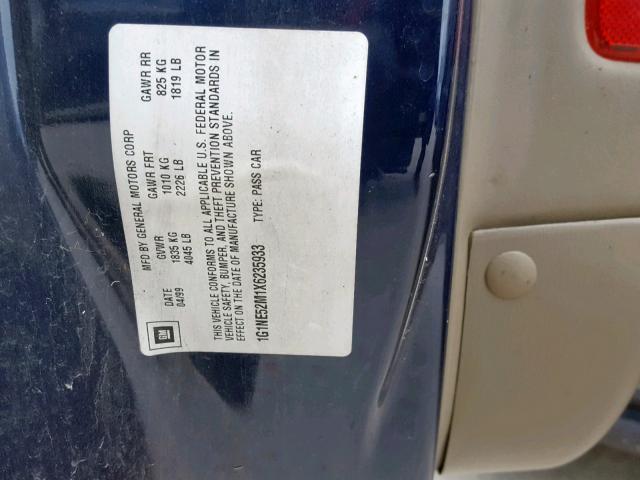 MFD BY GENERAL MOTORS CORP
DATE GVWR GAWR FRT GAWR RR
04/99 1835 KG 1010 KG 825 KG
4045 LB 2226 LB 1819 LB
THIS VEHICLE CONFORMS TO ALL APPLICABLE U.S. FEDERAL MOTOR
VEHICLE SAFETY, BUMPER, AND THEFT PREVENTION STANDARDS IN
EFFECT ON THE DATE OF MANUFACTURE SHOWN ABOVE.
1G1NE52M1X6235933 TYPE: PASS CAR
GM